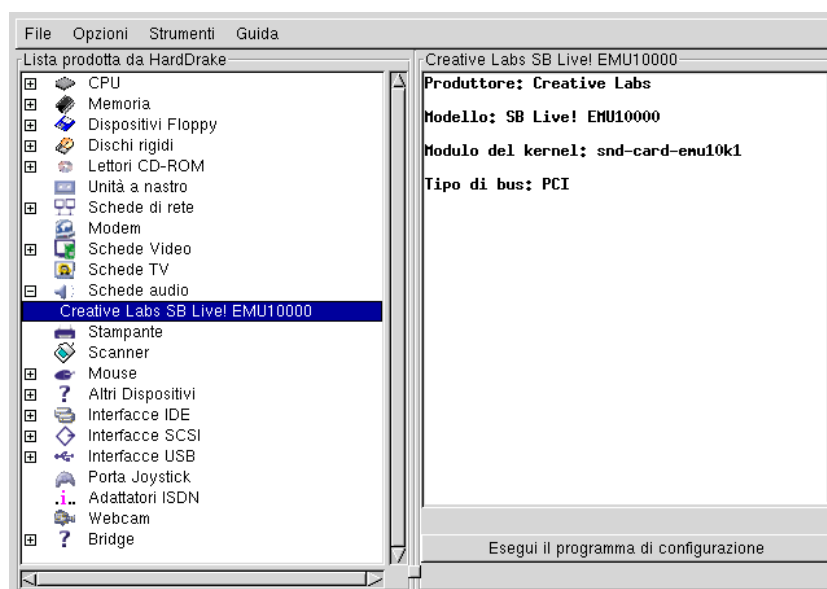 File Opzioni Strumenti Guida
Lista prodotta da HardDrake
CPU
Memoria
Dispositivi Floppy
Dischi rigidi
Lettori CD-ROM
Unità a nastro
Schede di rete
Modem
Schede Video
Schede TV
Schede audio
Creative Labs SB Live! EMU10000
Stampante
Scanner
Mouse
Altri Dispositivi
Interfacce IDE
Interfacce SCSI
Interfacce USB
Porta Joystick
Adattatori ISDN
Webcam
Bridge
Creative Labs SB Live! EMU10000
Produttore: Creative Labs
Modello: SB Live! EMU10000
Modulo del kernel: snd-card-emu10k1
Tipo di bus: PCI
Esegui il programma di configurazione